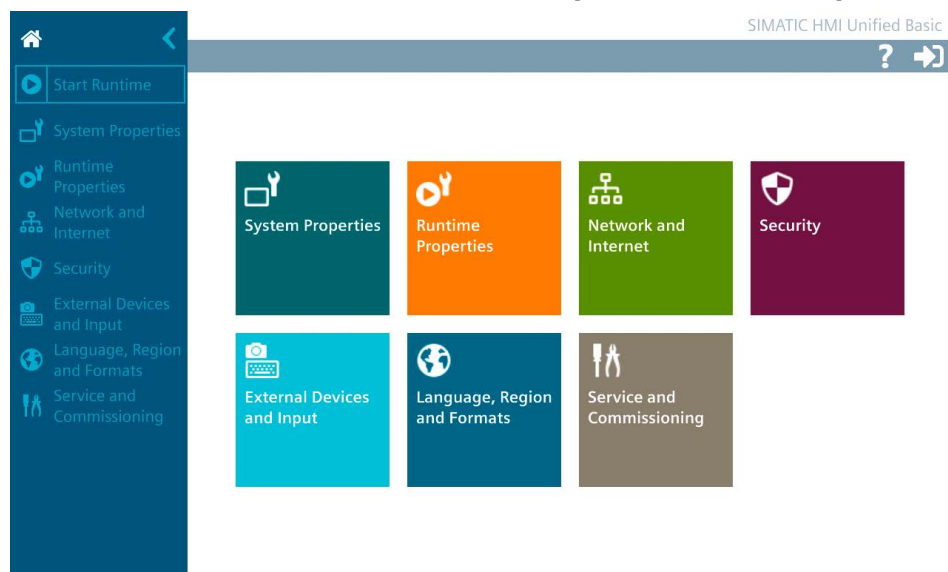 SIMATIC HMI Unified Basic
?
Start Runtime
System Properties
Runtime
Properties
Network and
Internet
Security
External Devices
and Input
Language, Region
and Formats
Service and
Commissioning
System Properties
Runtime
Properties
Network and
Internet
Security
External Devices
and Input
Language, Region
and Formats
Service and
Commissioning